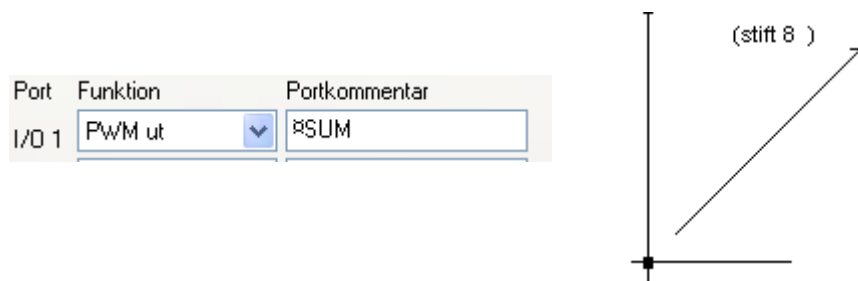 (stift 8 )
Port Funktion Portkommentar
I/O 1 PWM ut ¤SUM